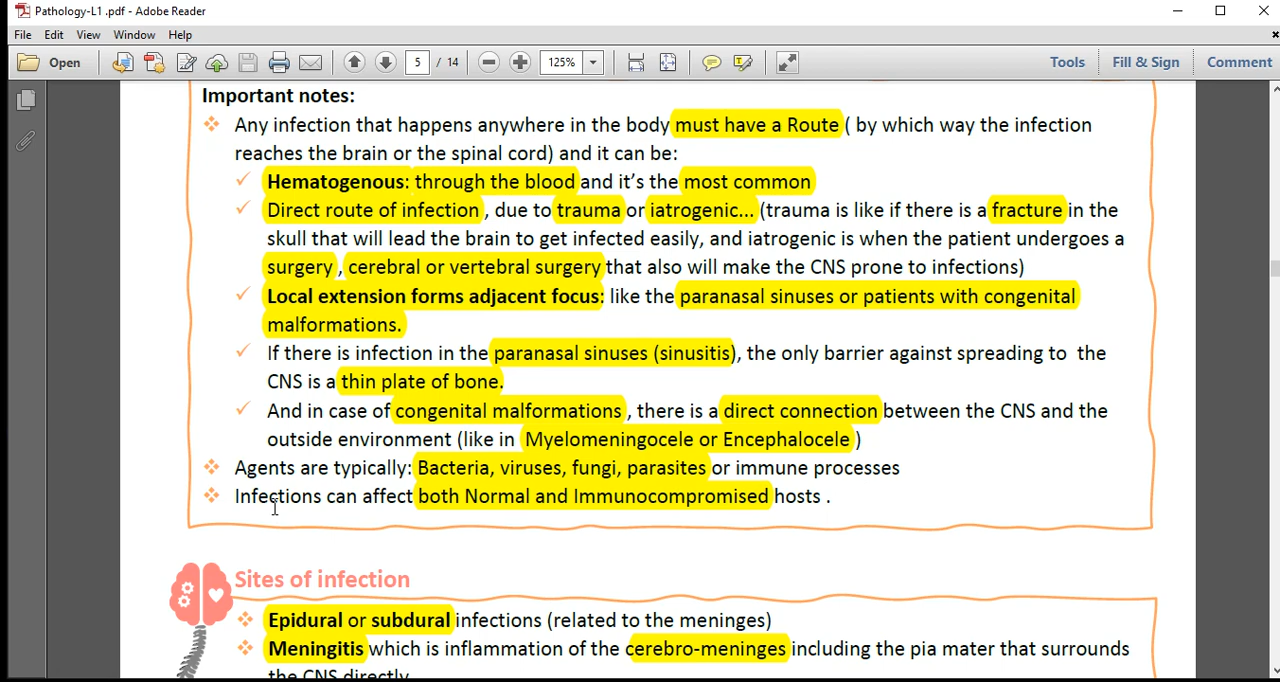 Pathology-L1 .pdf - Adobe Reader
File Edit View Window Help
Open 5 / 14 125% Tools Fill & Sign Comment
Important notes:
Any infection that happens anywhere in the body must have a Route ( by which way the infection
reaches the brain or the spinal cord) and it can be:
Hematogenous: through the blood and it's the most common
Direct route of infection , due to trauma or iatrogenic... (trauma is like if there is a fracture in the
skull that will lead the brain to get infected easily, and iatrogenic is when the patient undergoes a
surgery , cerebral or vertebral surgery that also will make the CNS prone to infections)
Local extension forms adjacent focus: like the paranasal sinuses or patients with congenital
malformations.
If there is infection in the paranasal sinuses (sinusitis), the only barrier against spreading to the
CNS is a thin plate of bone.
And in case of congenital malformations , there is a direct connection between the CNS and the
outside environment (like in Myelomeningocele or Encephalocele )
Agents are typically: Bacteria, viruses, fungi, parasites or immune processes
Infections can affect both Normal and Immunocompromised hosts .
Sites of infection
Epidural or subdural infections (related to the meninges)
Meningitis which is inflammation of the cerebro-meninges including the pia mater that surrounds
the CNS directly